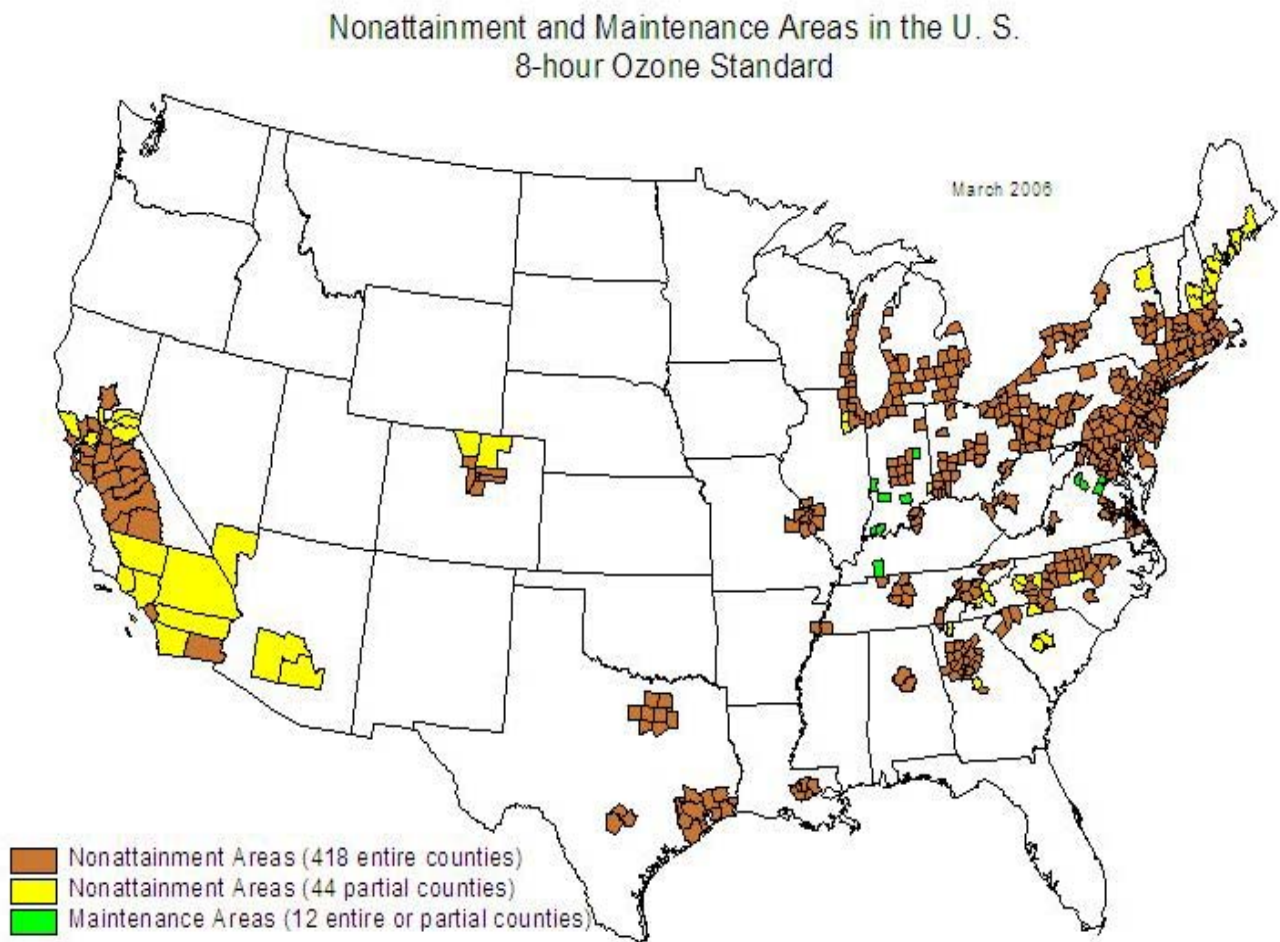 Nonattainment and Maintenance Areas in the U. S.
8-hour Ozone Standard
March 2006
Nonattainment Areas (418 entire counties)
Nonattainment Areas (44 partial counties)
Maintenance Areas (12 entire or partial counties)